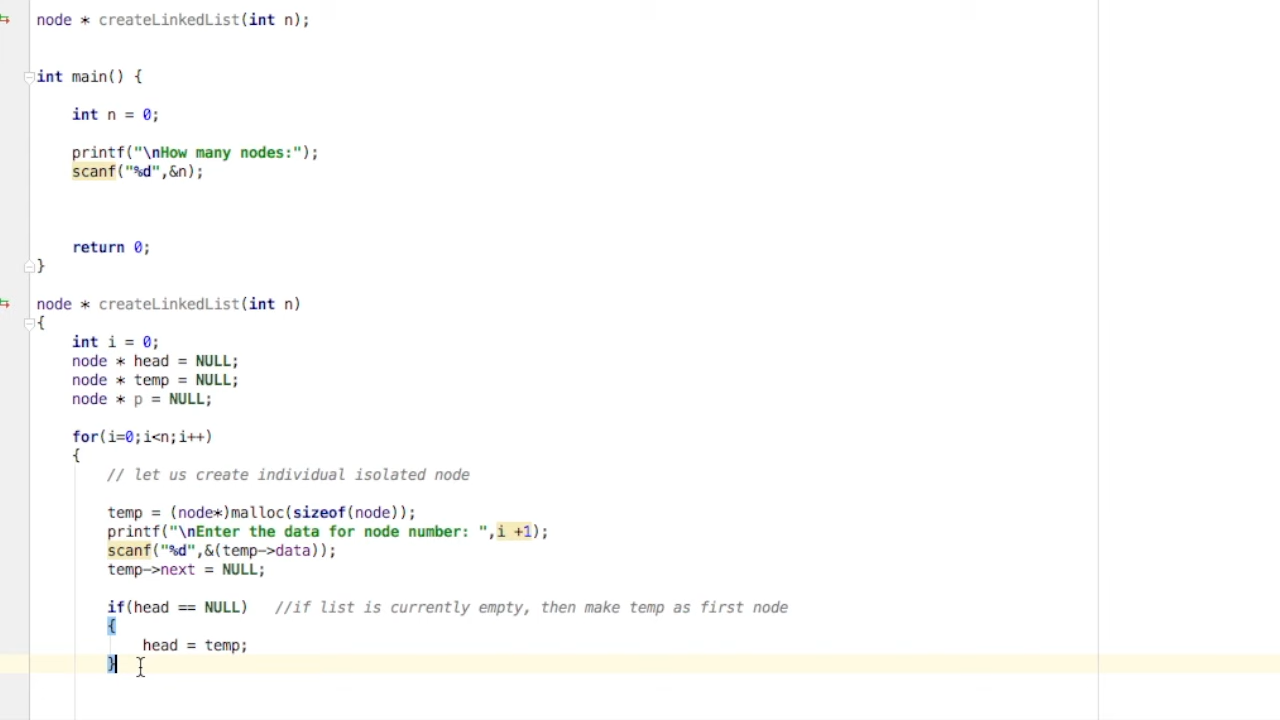 node * createLinkedList(int n);
int main() {
int n = 0;
printf("\nHow many nodes:");
scanf("%d",&n);
return 0;
}
node * createLinkedList(int n)
{
int i = 0;
node * head = NULL;
node * temp = NULL;
node * p = NULL;
for(i=0;i<n;i++)
{
// let us create individual isolated node
temp = (node*)malloc(sizeof(node));
printf("\nEnter the data for node number: ",i +1);
scanf("%d",&(temp->data));
temp->next = NULL;
if(head == NULL)   //if list is currently empty, then make temp as first node
{
head = temp;
}